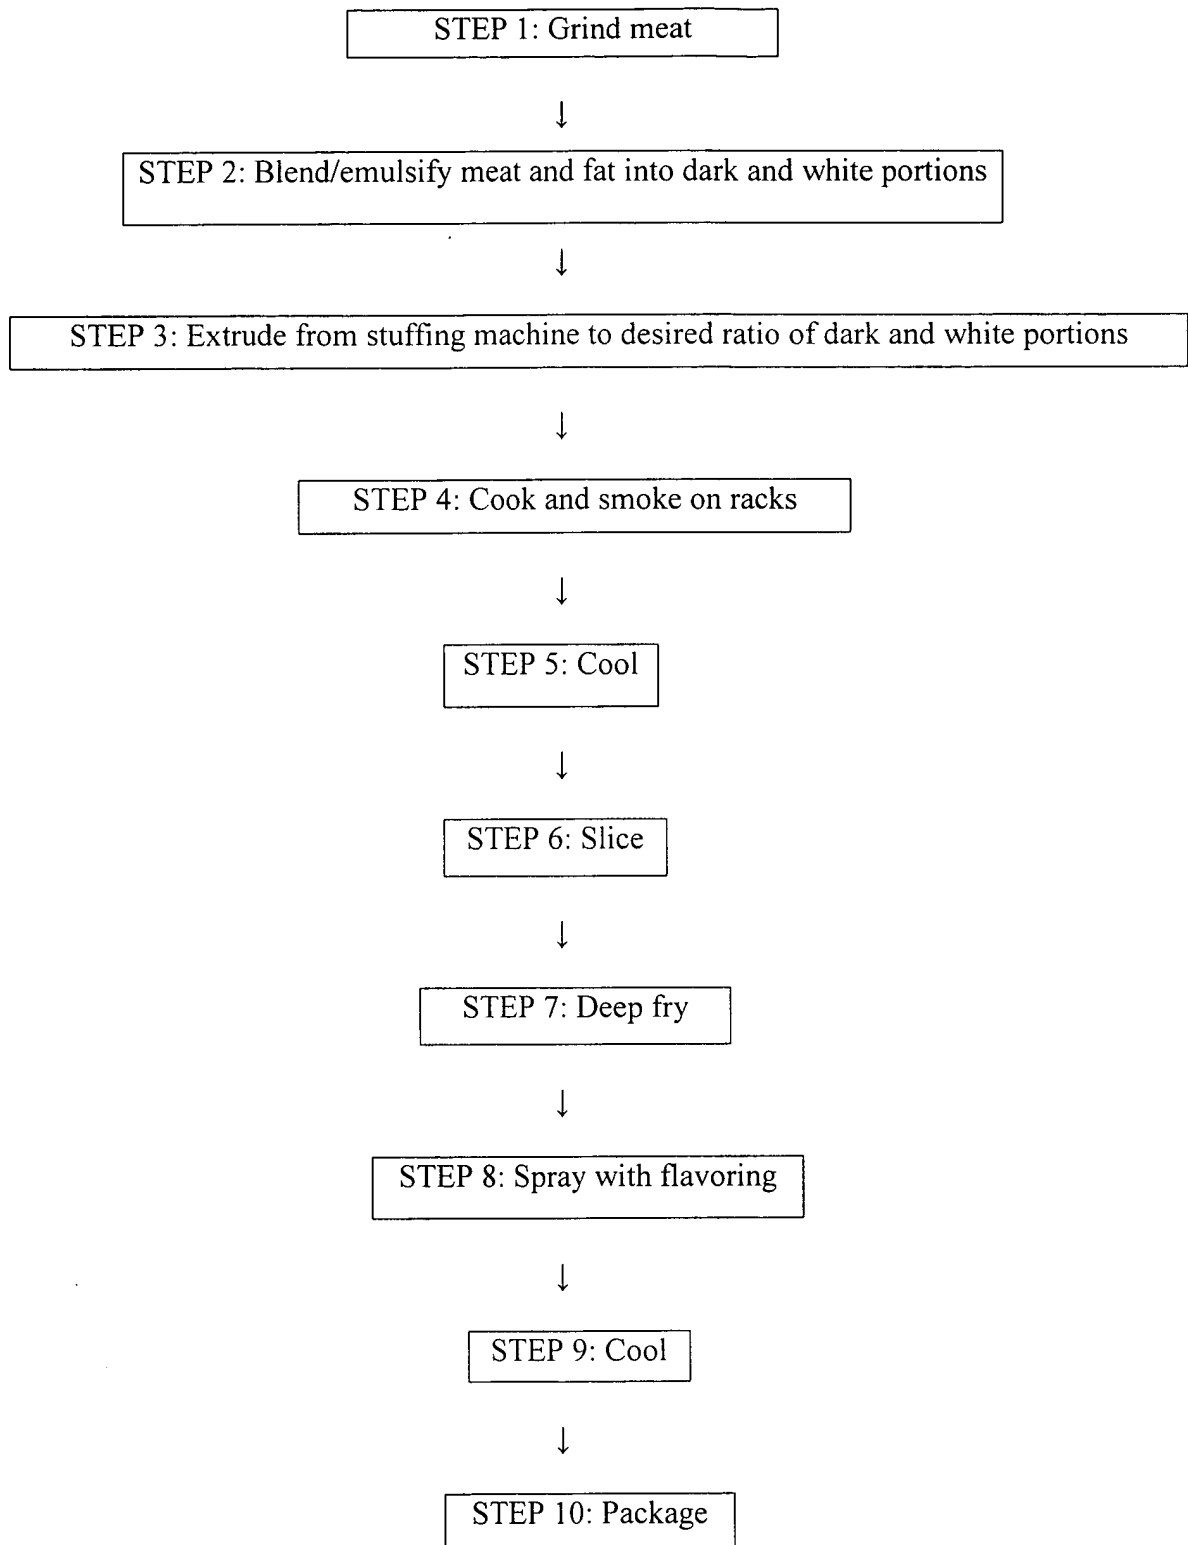 STEP 1: Grind meat
↓
STEP 2: Blend/emulsify meat and fat into dark and white portions
↓
STEP 3: Extrude from stuffing machine to desired ratio of dark and white portions
↓
STEP 4: Cook and smoke on racks
↓
STEP 5: Cool
↓
STEP 6: Slice
↓
STEP 7: Deep fry
↓
STEP 8: Spray with flavoring
↓
STEP 9: Cool
↓
STEP 10: Package